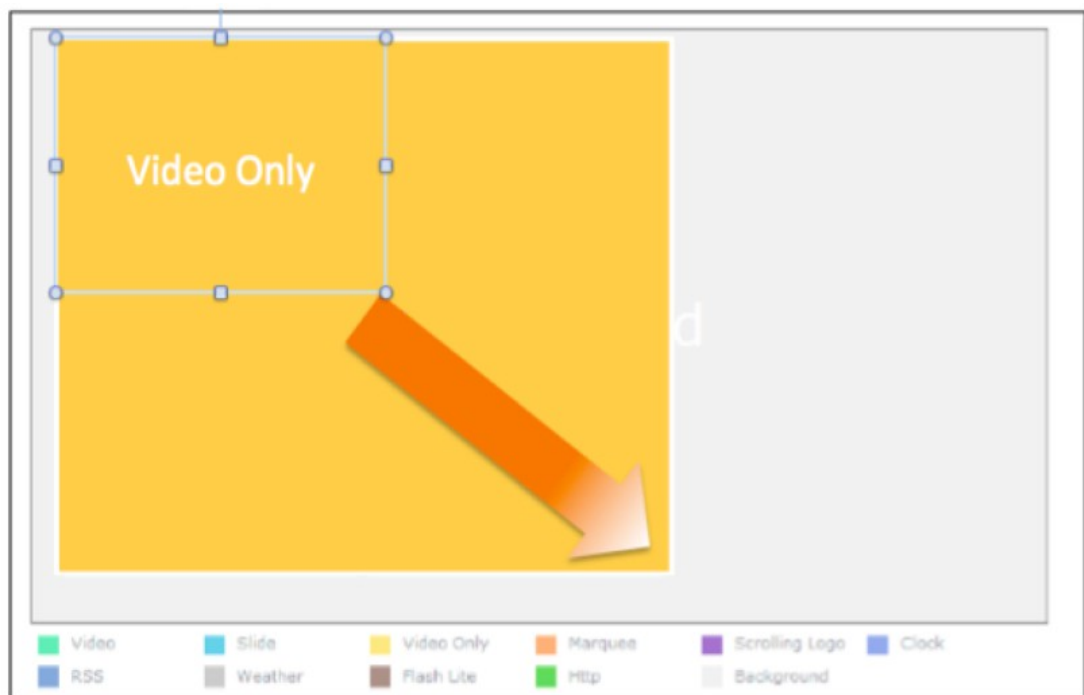 Video Only
d
Video Slide Video Only Marquee Scrolling Logo Clock
RSS Weather Flash Lite Http Background